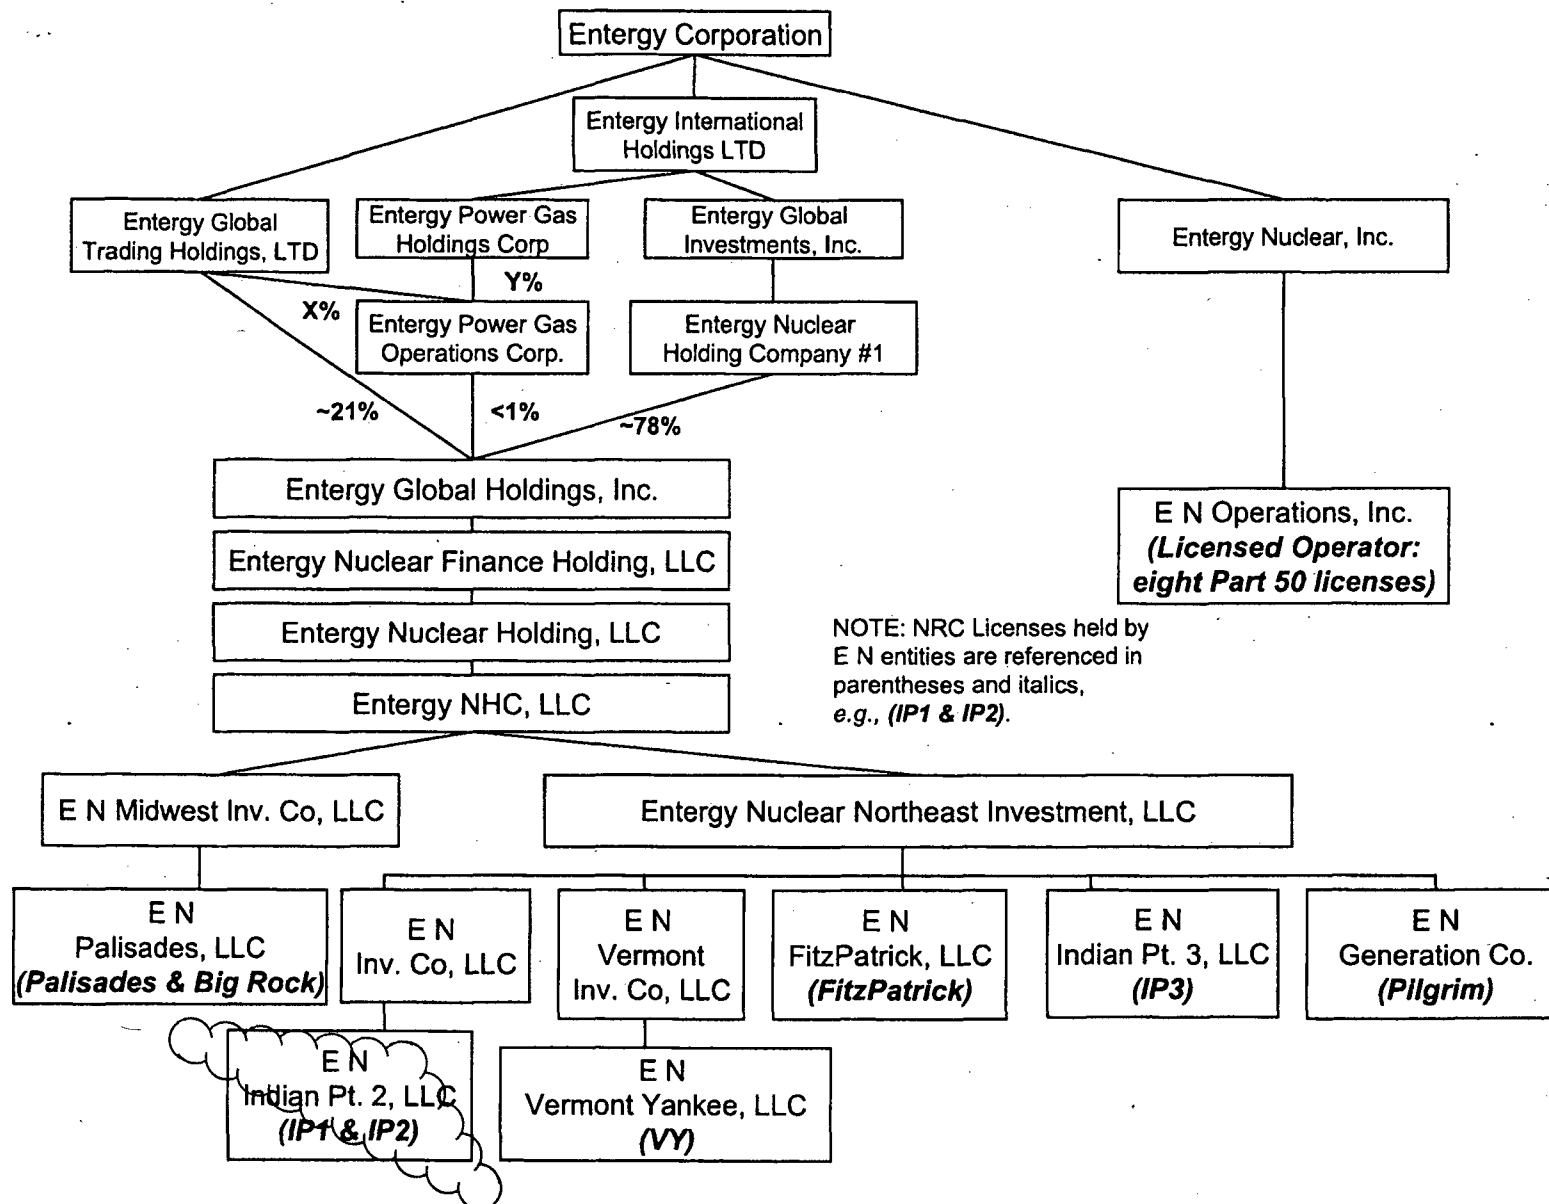 Entergy Corporation
Entergy International
Holdings LTD
Entergy Global
Trading Holdings, LTD
Entergy Power Gas
Holdings Corp
Entergy Global
Investments, Inc.
Entergy Nuclear, Inc.
X%
Y%
Entergy Power Gas
Operations Corp.
Entergy Nuclear
Holding Company #1
~21%
<1%
~78%
Entergy Global Holdings, Inc.
Entergy Nuclear Finance Holding, LLC
Entergy Nuclear Holding, LLC
Entergy NHC, LLC
E N Operations, Inc.
(Licensed Operator:
eight Part 50 licenses)
NOTE: NRC Licenses held by
E N entities are referenced in
parentheses and italics,
e.g., (IP1 & IP2).
E N Midwest Inv. Co, LLC
Entergy Nuclear Northeast Investment, LLC
E N
Palisades, LLC
(Palisades & Big Rock)
E N
Inv. Co, LLC
E N
Vermont
Inv. Co, LLC
E N
FitzPatrick, LLC
(FitzPatrick)
E N
Indian Pt. 3, LLC
(IP3)
E N
Generation Co.
(Pilgrim)
E N
Indian Pt. 2, LLC
(IP1 & IP2)
E N
Vermont Yankee, LLC
(VY)